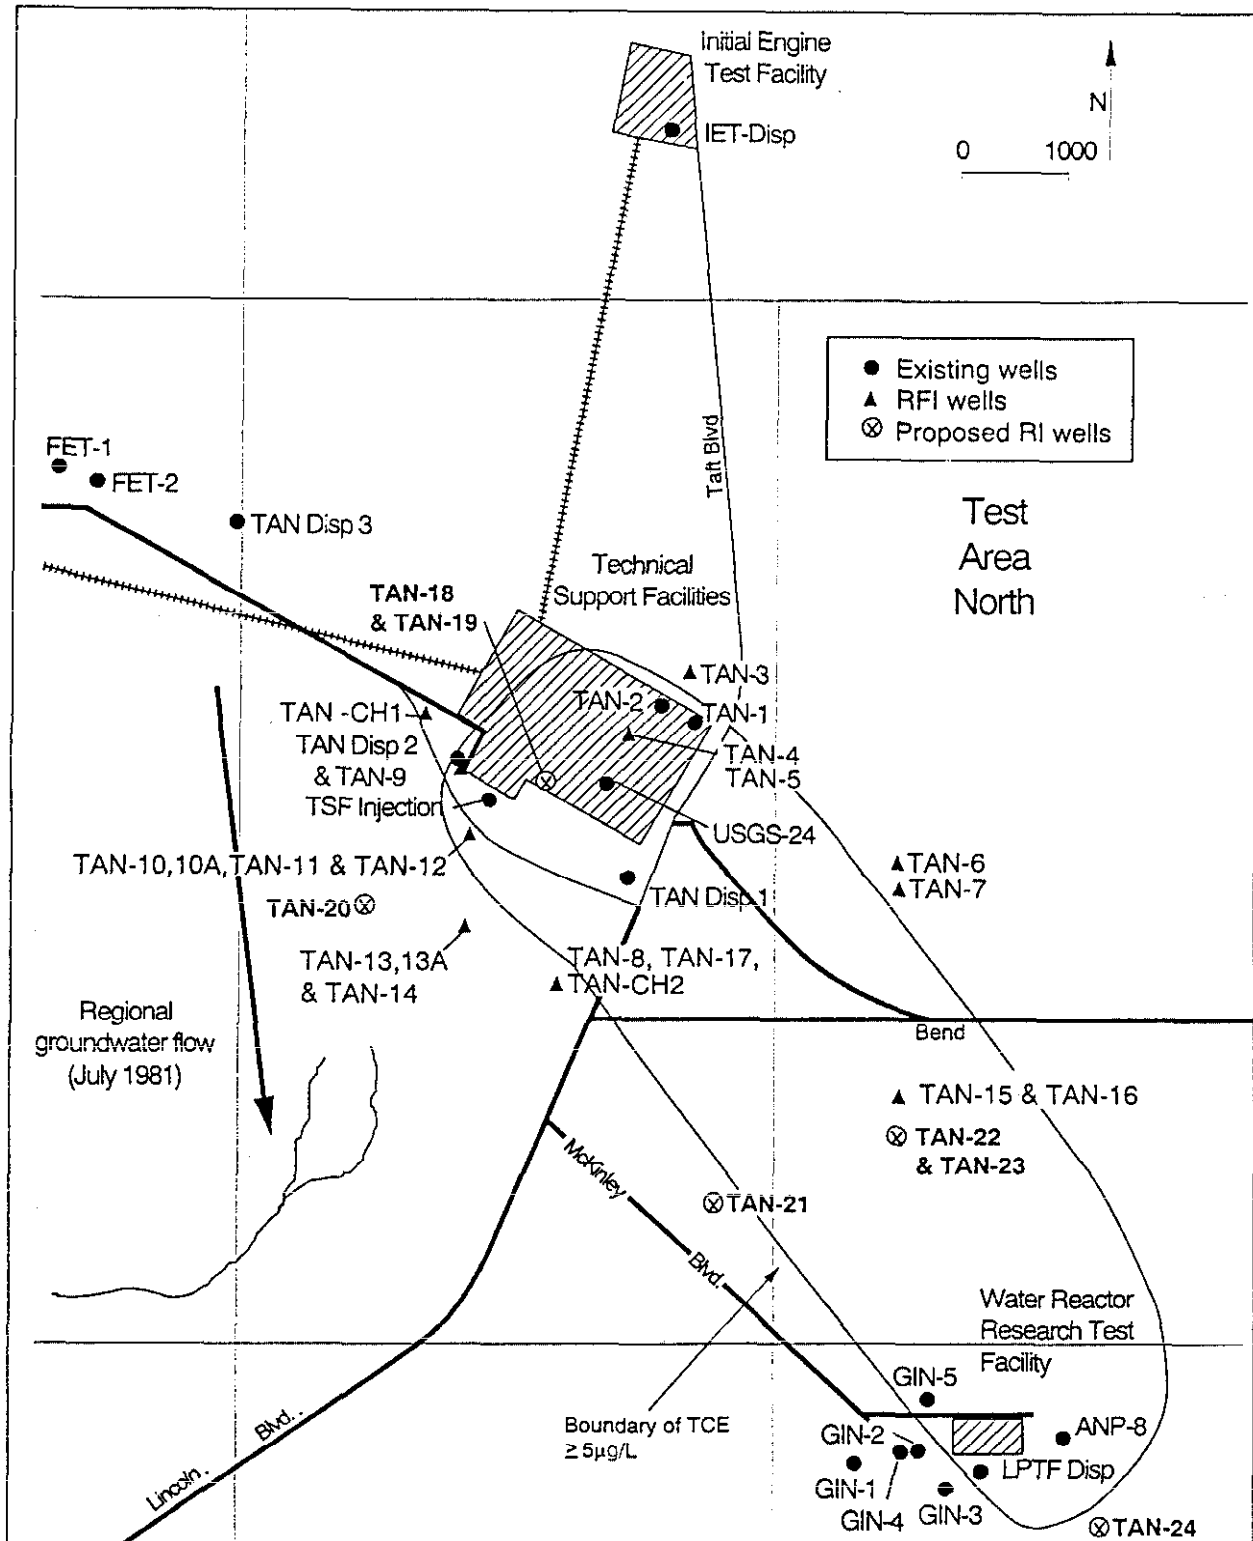 Initial Engine
Test Facility
IET-Disp
N
0 1000
Existing wells
RFI wells
Proposed RI wells
Taft Blvd
FET-1
FET-2
TAN Disp 3
Test
Area
North
Technical
Support Facilities
TAN-18
& TAN-19
TAN-3
TAN-2
TAN-1
TAN -CH1
TAN Disp 2
& TAN-9
TSF Injection
TAN-4
TAN-5
USGS-24
TAN-10,10A,TAN-11 & TAN-12
TAN-6
TAN-7
TAN Disp 1
TAN-20
TAN-13,13A
& TAN-14
TAN-8, TAN-17,
TAN-CH2
Regional
groundwater flow
(July 1981)
Bend
TAN-15 & TAN-16
TAN-22
& TAN-23
McKinley
Blvd.
TAN-21
Water Reactor
Research Test
Facility
Boundary of TCE
≥ 5µg/L
GIN-5
GIN-2
ANP-8
GIN-1
LPTF Disp
GIN-4
GIN-3
TAN-24
Lincoln
Blvd.